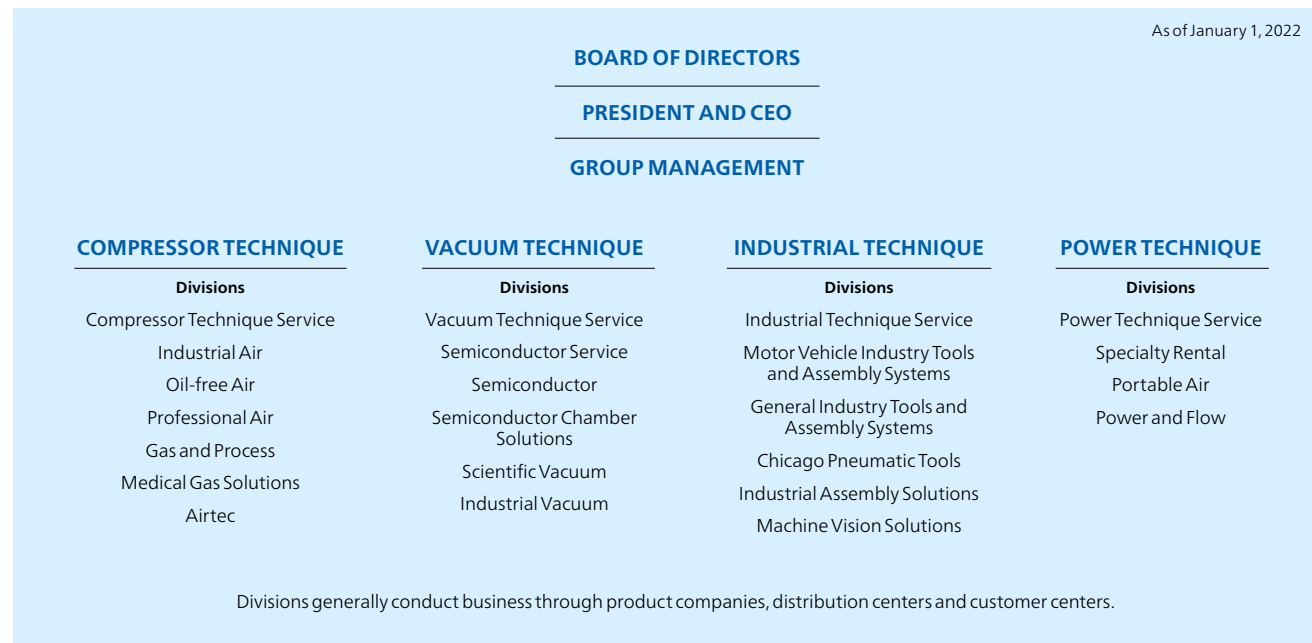 As of January 1, 2022
BOARD OF DIRECTORS
PRESIDENT AND CEO
GROUP MANAGEMENT
COMPRESSOR TECHNIQUE
Divisions
Compressor Technique Service
Industrial Air
Oil-free Air
Professional Air
Gas and Process
Medical Gas Solutions
Airtec
VACUUM TECHNIQUE
Divisions
Vacuum Technique Service
Semiconductor Service
Semiconductor
Semiconductor Chamber
Solutions
Scientific Vacuum
Industrial Vacuum
INDUSTRIAL TECHNIQUE
Divisions
Industrial Technique Service
Motor Vehicle Industry Tools
and Assembly Systems
General Industry Tools and
Assembly Systems
Chicago Pneumatic Tools
Industrial Assembly Solutions
Machine Vision Solutions
POWER TECHNIQUE
Divisions
Power Technique Service
Specialty Rental
Portable Air
Power and Flow
Divisions generally conduct business through product companies, distribution centers and customer centers.